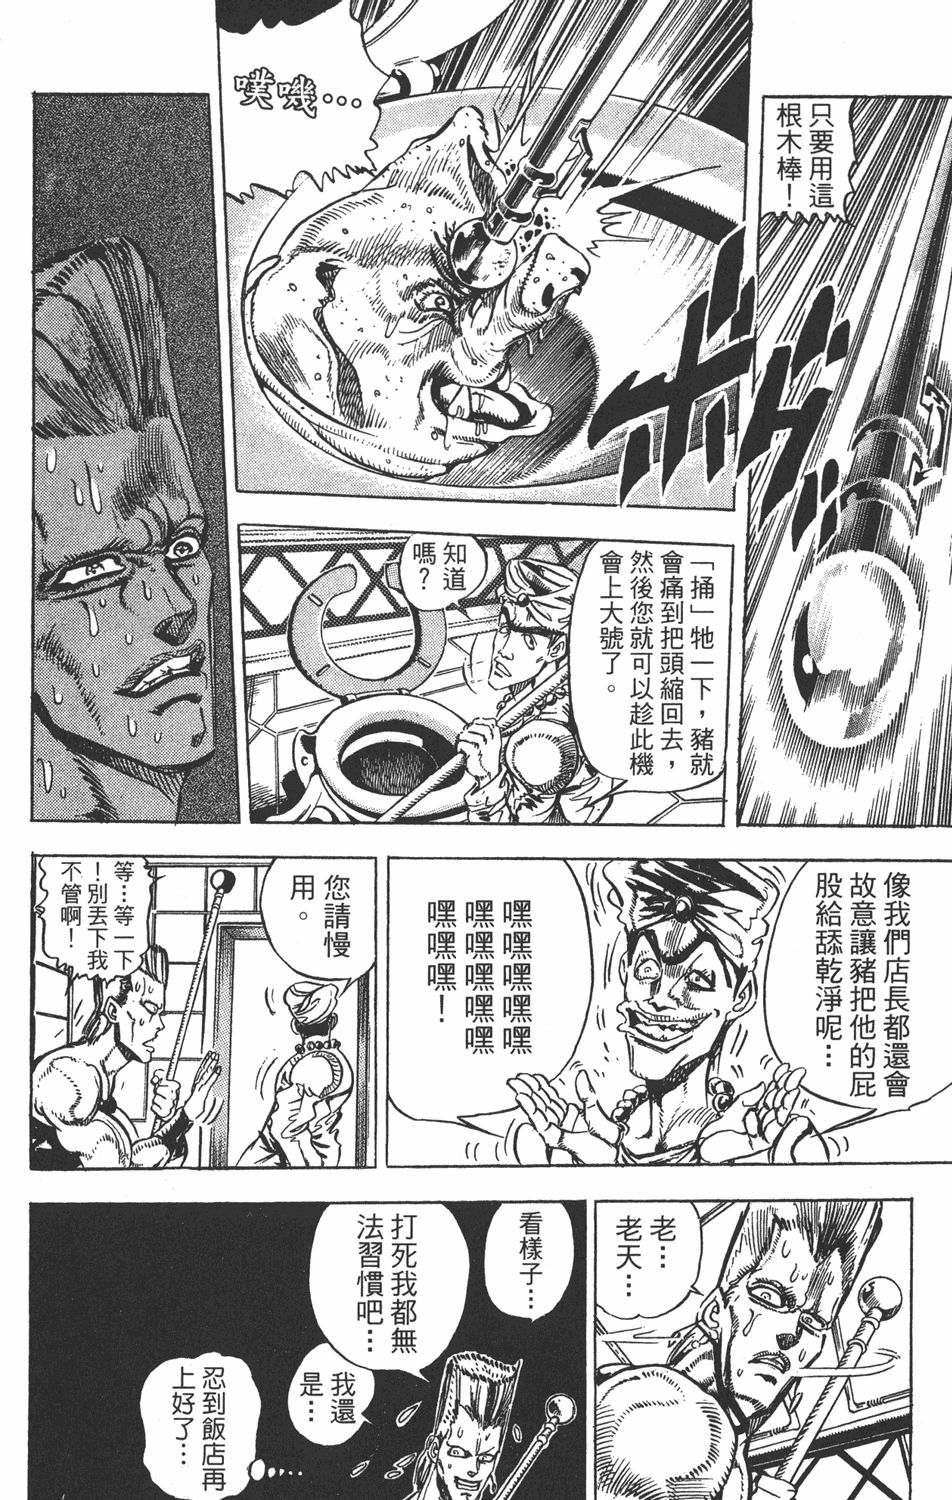 只要用這
根木棒！
ボゴ
ボゴ
噗嘰…
「捅」牠一下，豬就
會痛到把頭縮回去，
然後您就可以趁此機
會上大號了。
知道
嗎？
像我們店長都還會
故意讓豬把他的屁
股給舔乾淨呢…
嘿嘿嘿嘿
嘿嘿嘿嘿
嘿嘿嘿！
您請慢
用。
等…等一下
！別丟下我
不管啊！
老…
老天…
看樣子…
打死我都無
法習慣吧…
我還
是…
忍到飯店再
上好了…